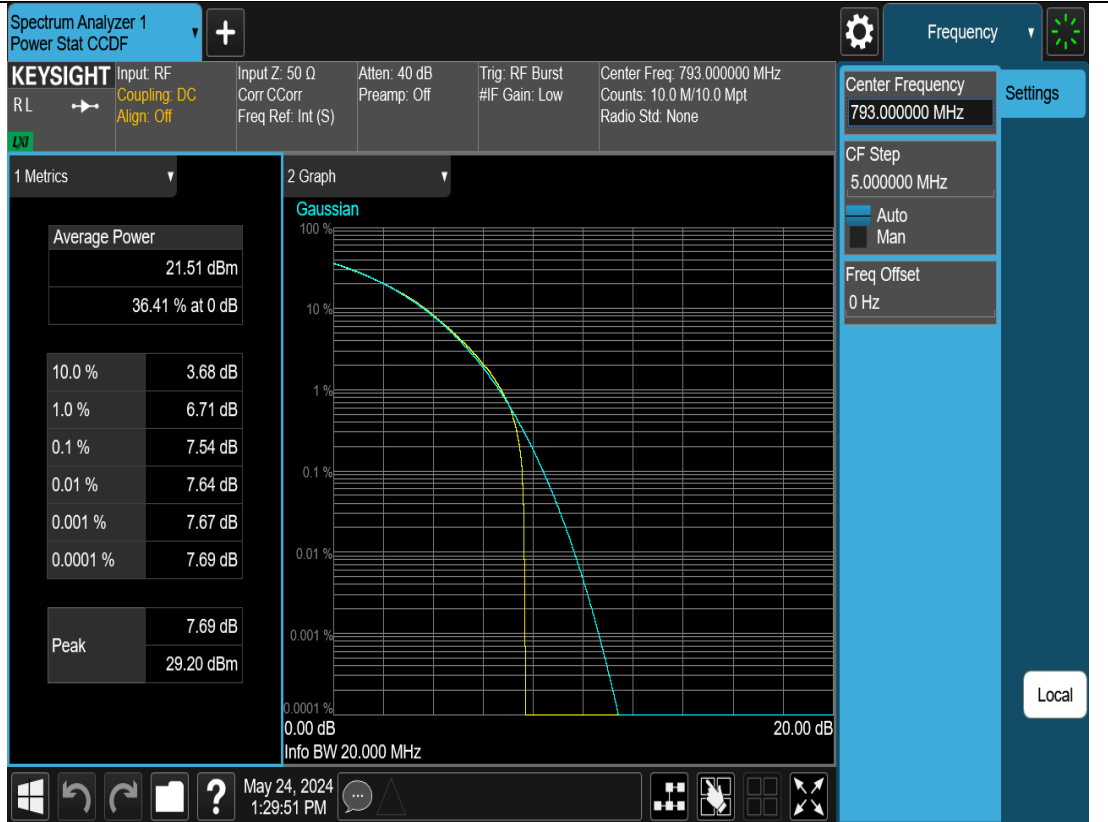 Spectrum Analyzer 1
Power Stat CCDF
+
Frequency
KEYSIGHT
R L
LXI
Input: RF
Coupling: DC
Align: Off
Input Z: 50 Ω
Corr CCorr
Freq Ref: Int (S)
Atten: 40 dB
Preamp: Off
Trig: RF Burst
#IF Gain: Low
Center Freq: 793.000000 MHz
Counts: 10.0 M/10.0 Mpt
Radio Std: None
Center Frequency
793.000000 MHz
Settings
CF Step
5.000000 MHz
Auto
Man
Freq Offset
0 Hz
Local
1 Metrics
Average Power
21.51 dBm
36.41 % at 0 dB
10.0 % 3.68 dB
1.0 % 6.71 dB
0.1 % 7.54 dB
0.01 % 7.64 dB
0.001 % 7.67 dB
0.0001 % 7.69 dB
Peak
7.69 dB
29.20 dBm
2 Graph
Gaussian
100 %
10 %
1 %
0.1 %
0.01 %
0.001 %
0.0001 %
0.00 dB 20.00 dB
Info BW 20.000 MHz
?
May 24, 2024
1:29:51 PM